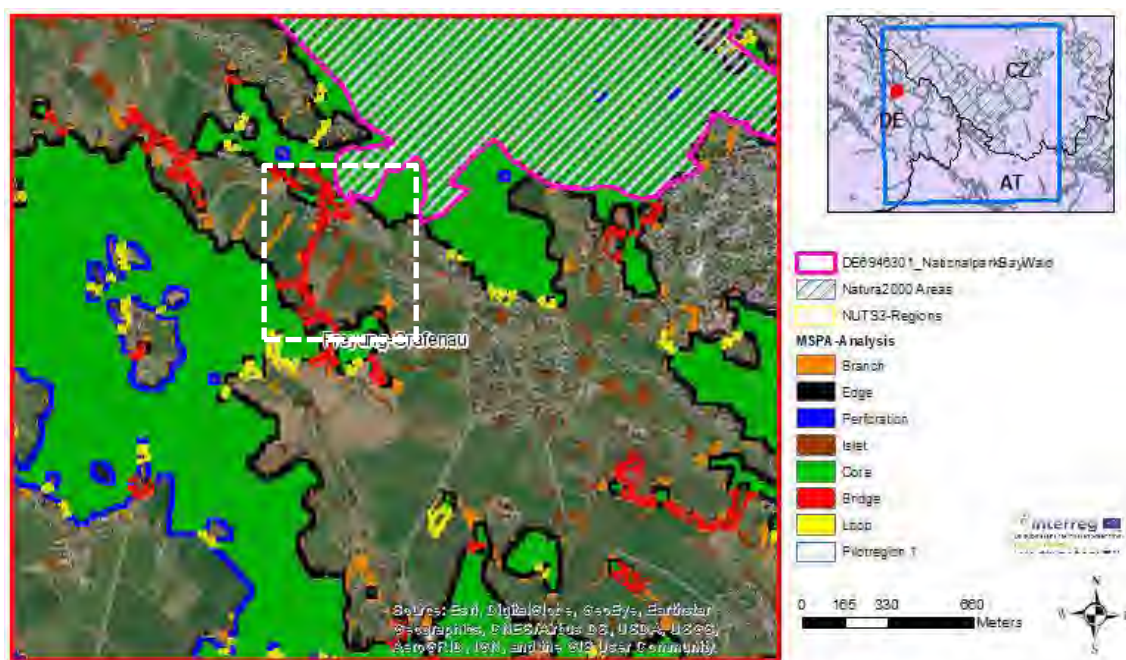 Freyung-Grafenau
Source: Esri, DigitalGlobe, GeoEye, Earthstar
Geographics, CNES/Airbus DS, USDA, USGS,
AeroGRID, IGN, and the GIS User Community
CZ
DE
AT
DE6946301_NationalparkBayWald
Natura2000 Areas
NUTS3-Regions
MSPA-Analysis
Branch
Edge
Perforation
Islet
Core
Bridge
Loop
Pilotregion 1
Interreg
0 165 330 660
Meters
N
W E
S